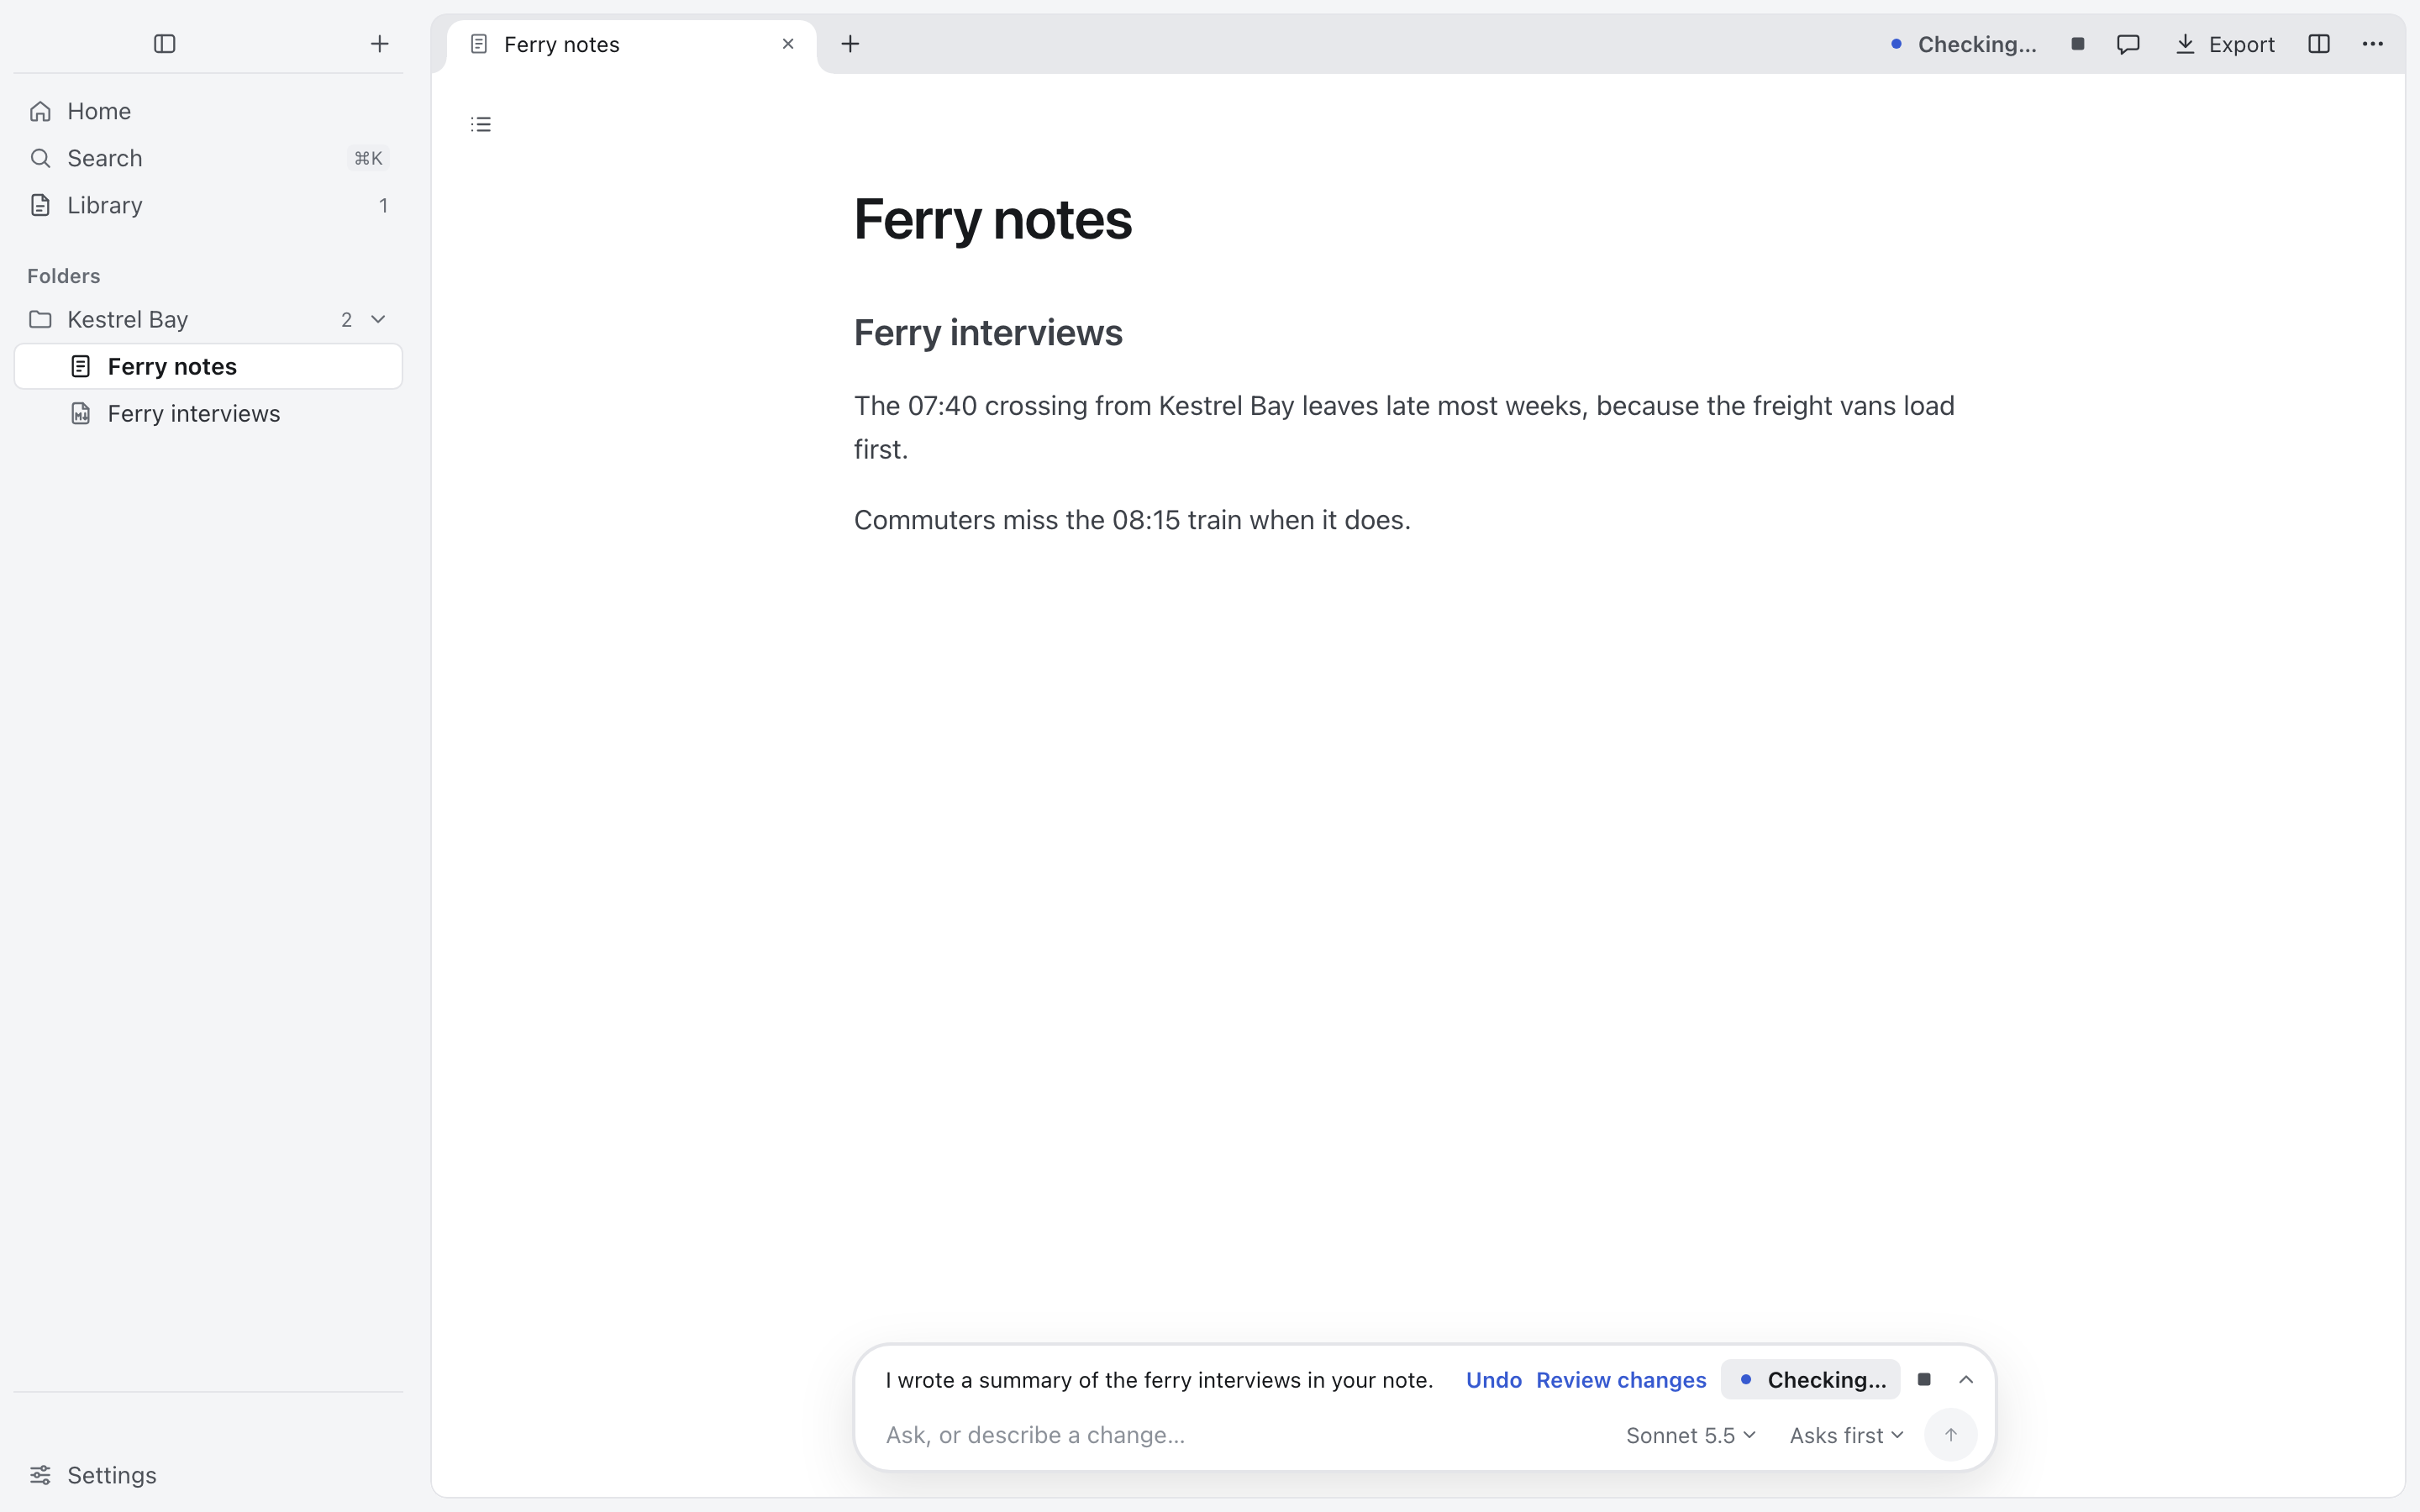 Ferry notes
Checking...
Export
Home
Search
⌘K
Library
1
Folders
Kestrel Bay
2
Ferry notes
Ferry interviews
Ferry notes
Ferry interviews
The 07:40 crossing from Kestrel Bay leaves late most weeks, because the freight vans load
first.
Commuters miss the 08:15 train when it does.
I wrote a summary of the ferry interviews in your note.
Undo
Review changes
Checking...
Ask, or describe a change...
Sonnet 5.5
Asks first
Settings